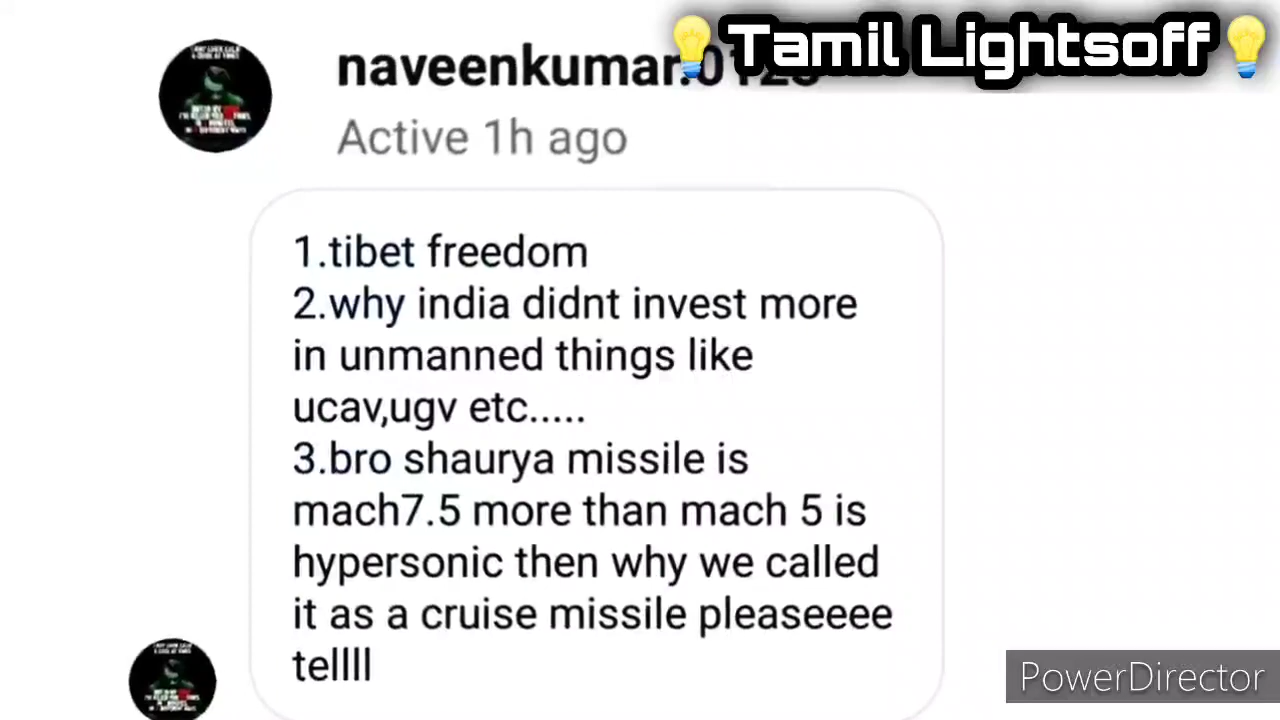 Tamil Lightsoff
naveenkumar.0
Active 1h ago
1.tibet freedom
2.why india didnt invest more
in unmanned things like
ucav,ugv etc.....
3.bro shaurya missile is
mach7.5 more than mach 5 is
hypersonic then why we called
it as a cruise missile pleaseeee
tellll
PowerDirector